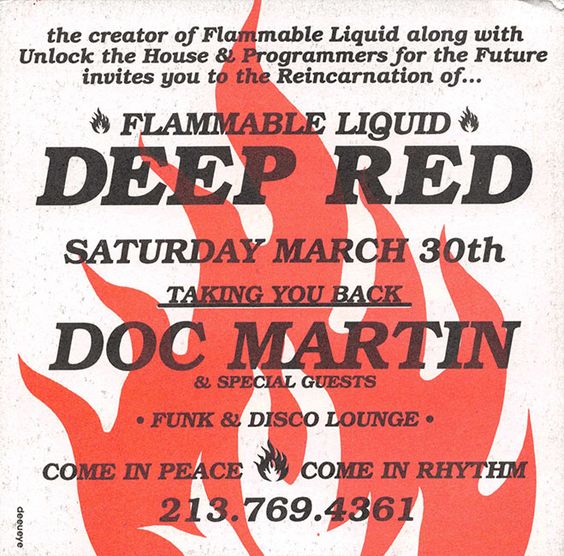 the creator of Flammable Liquid along with
Unlock the House & Programmers for the Future
invites you to the Reincarnation of...
FLAMMABLE LIQUID
DEEP RED
SATURDAY MARCH 30th
TAKING YOU BACK
DOC MARTIN
& SPECIAL GUESTS
• FUNK & DISCO LOUNGE •
COME IN PEACE COME IN RHYTHM
213.769.4361
deeueye